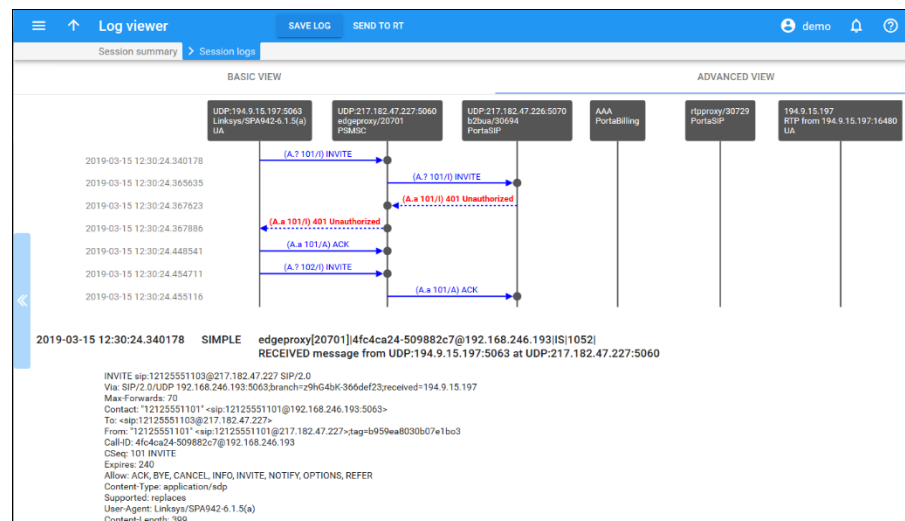 Log viewer
SAVE LOG
SEND TO RT
demo
Session summary
Session logs
BASIC VIEW
ADVANCED VIEW
UDP:194.9.15.197:5063
Linksys/SPA942-6.1.5(a)
UA
UDP:217.182.47.227:5060
edgeproxy/20701
PSMSC
UDP:217.182.47.226:5070
b2bua/30694
PortaSIP
AAA
PortaBilling
rtpproxy/30729
PortaSIP
194.9.15.197
RTP from 194.9.15.197:16480
UA
2019-03-15 12:30:24.340178
(A.? 101/I) INVITE
2019-03-15 12:30:24.365635
(A.? 101/I) INVITE
2019-03-15 12:30:24.367623
(A.a 101/I) 401 Unauthorized
2019-03-15 12:30:24.367886
(A.a 101/I) 401 Unauthorized
2019-03-15 12:30:24.448541
(A.a 101/A) ACK
2019-03-15 12:30:24.454711
(A.? 102/I) INVITE
2019-03-15 12:30:24.455116
(A.a 101/A) ACK
2019-03-15 12:30:24.340178 SIMPLE edgeproxy[20701]|4fc4ca24-509882c7@192.168.246.193|IS|1052|
RECEIVED message from UDP:194.9.15.197:5063 at UDP:217.182.47.227:5060
INVITE sip:12125551103@217.182.47.227 SIP/2.0
Via: SIP/2.0/UDP 192.168.246.193:5063;branch=z9hG4bK-366def23;received=194.9.15.197
Max-Forwards: 70
Contact: "12125551101" <sip:12125551101@192.168.246.193:5063>
To: <sip:12125551103@217.182.47.227>
From: "12125551101" <sip:12125551101@217.182.47.227>;tag=b959ea8030b07e1bo3
Call-ID: 4fc4ca24-509882c7@192.168.246.193
CSeq: 101 INVITE
Expires: 240
Allow: ACK, BYE, CANCEL, INFO, INVITE, NOTIFY, OPTIONS, REFER
Content-Type: application/sdp
Supported: replaces
User-Agent: Linksys/SPA942-6.1.5(a)
Content-Length: 399